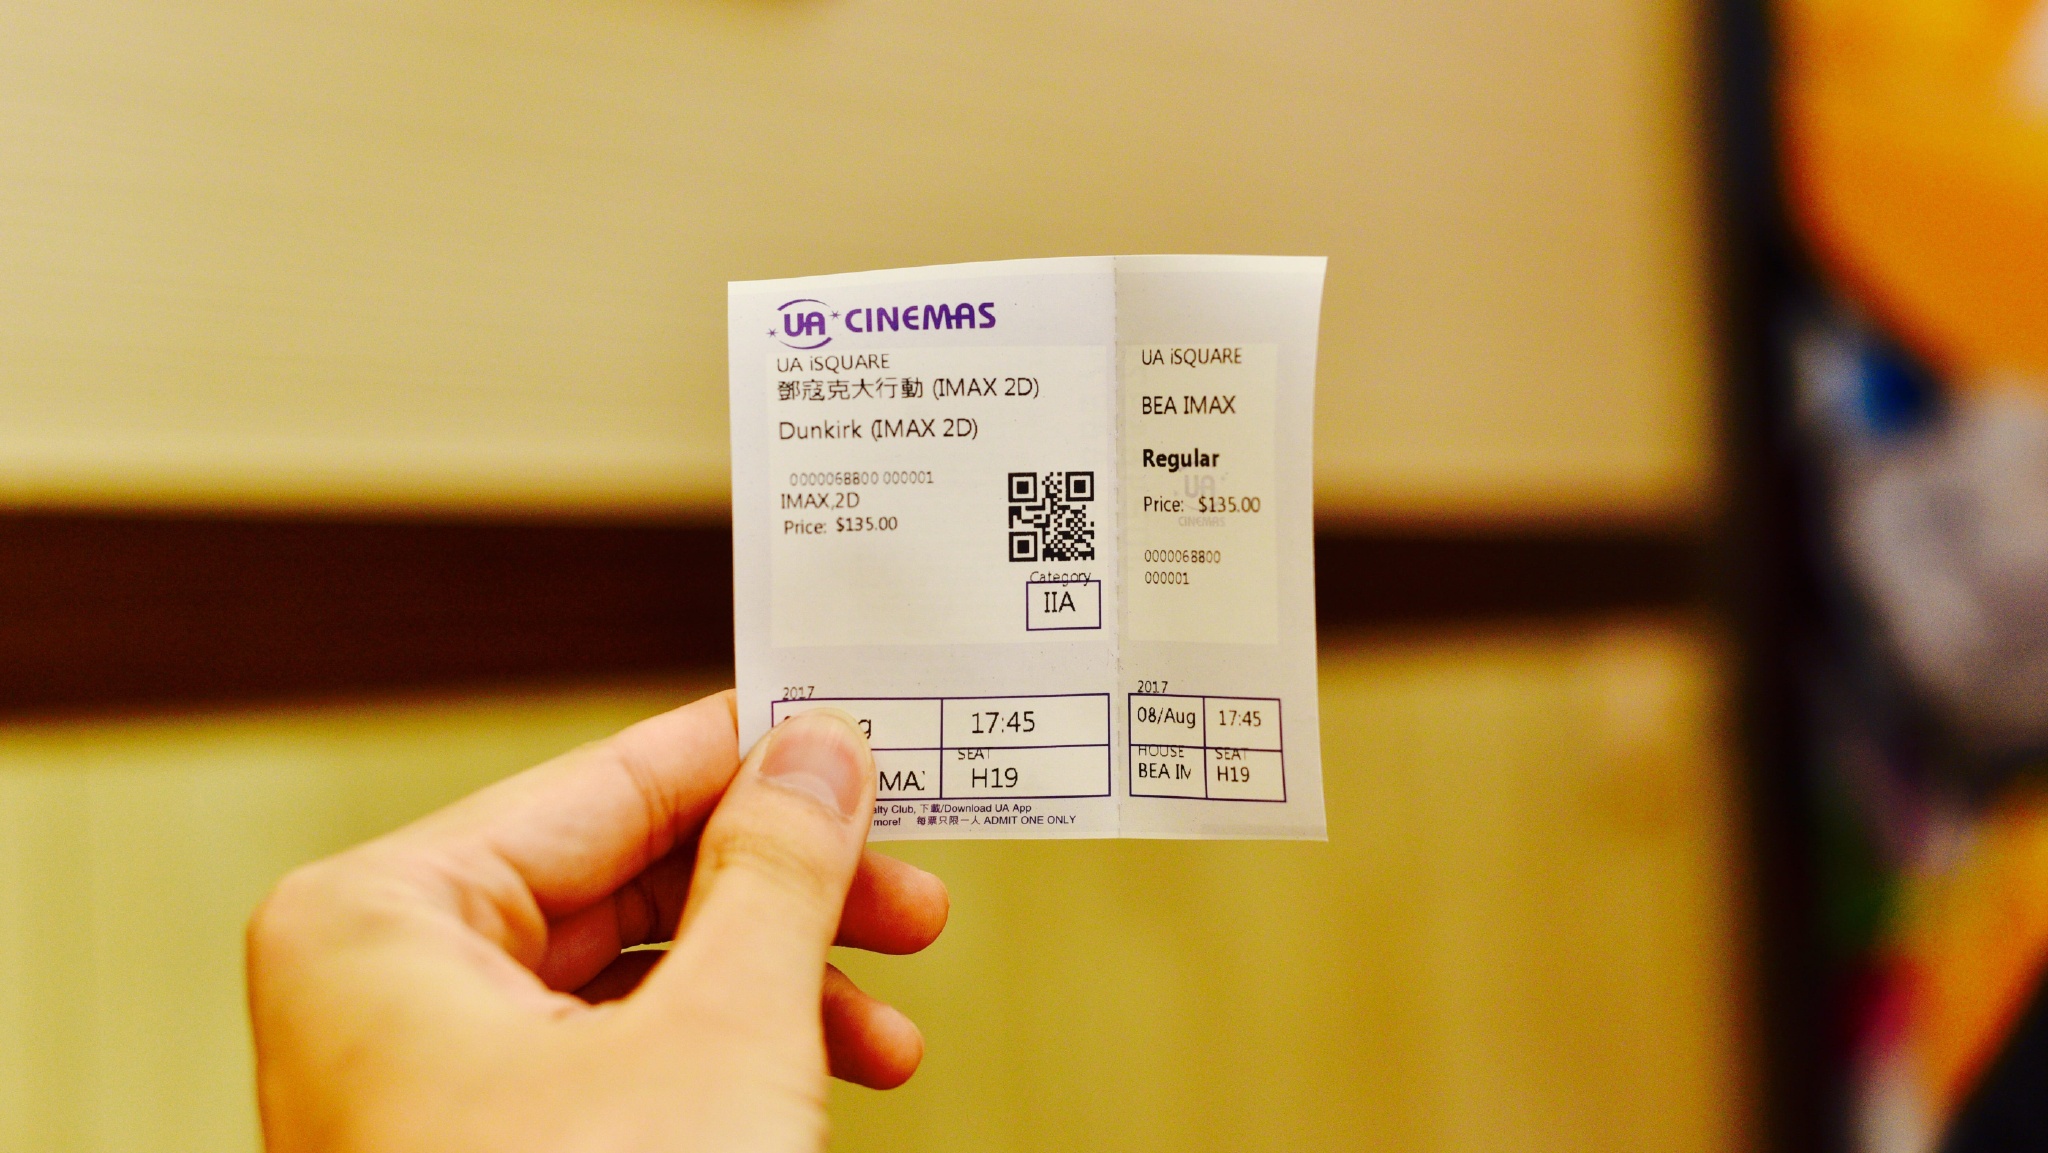 UA CINEMAS
UA iSQUARE
鄧寇克大行動 (IMAX 2D)
Dunkirk (IMAX 2D)
0000068800 000001
IMAX,2D
Price: $135.00
Category
IIA
2017
17:45
SEAT
H19
下載/Download UA App
more! 每票只限一人 ADMIT ONE ONLY
UA iSQUARE
BEA IMAX
Regular
UA
CINEMAS
Price: $135.00
0000068800
000001
2017
08/Aug 17:45
HOUSE SEAT
BEA H19